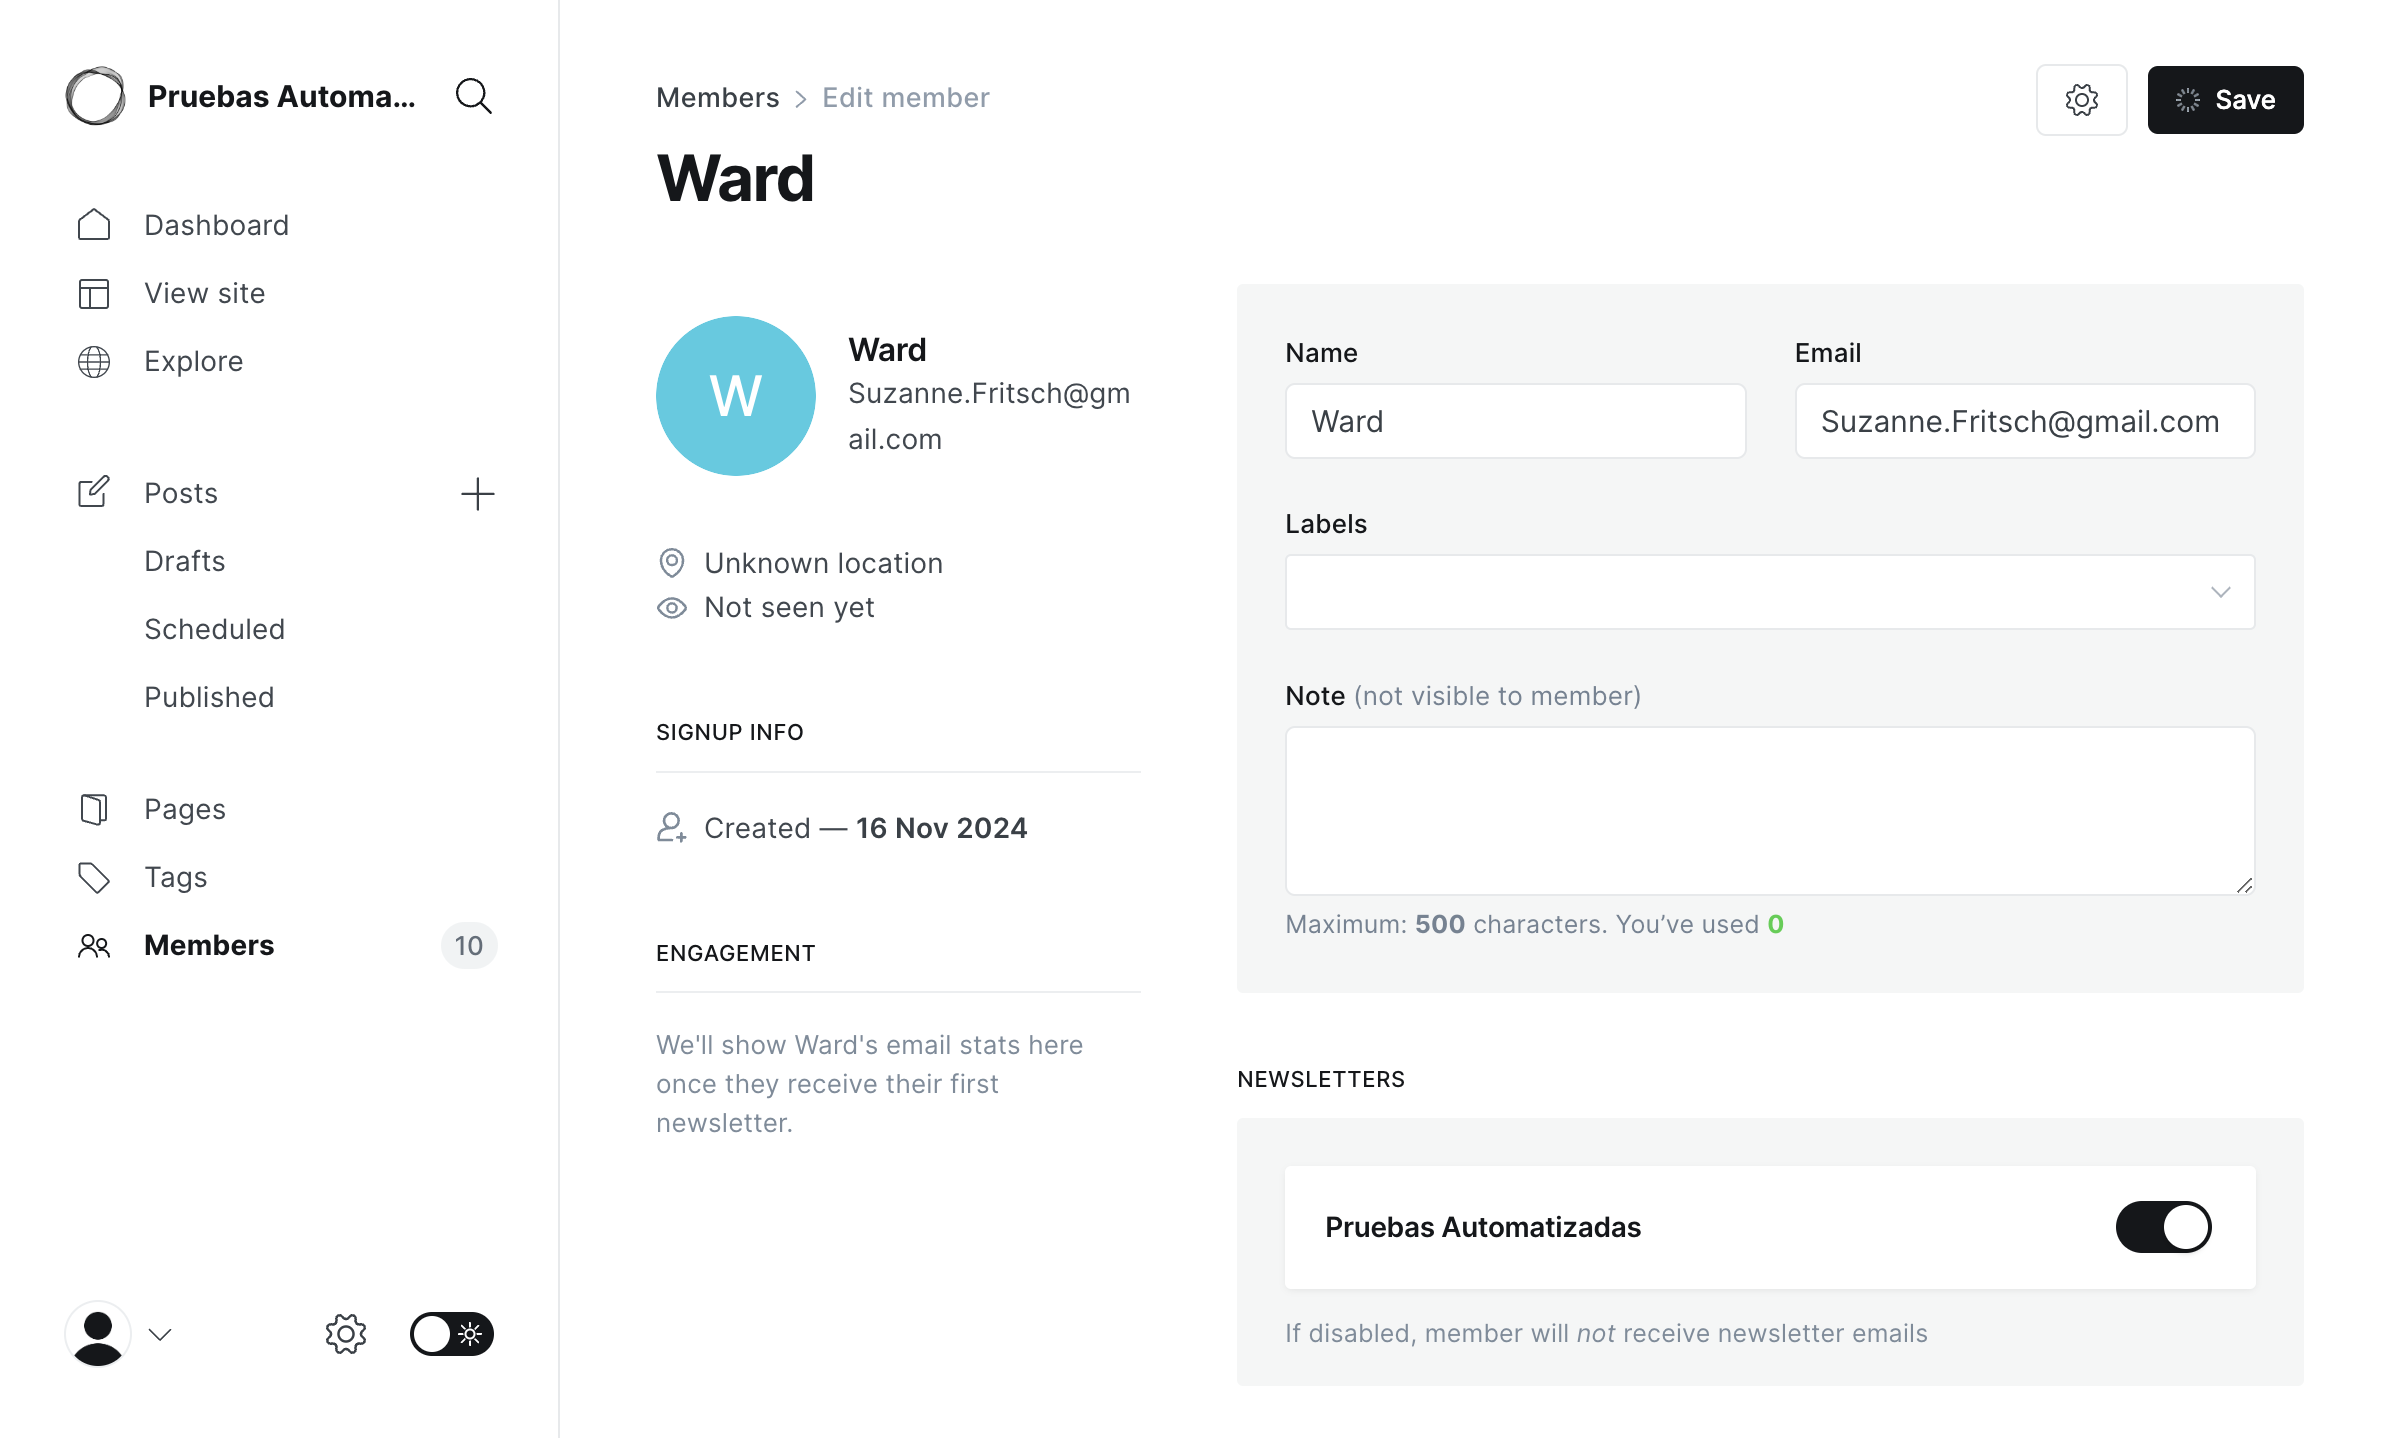 Pruebas Automa...
Dashboard
View site
Explore
Posts
Drafts
Scheduled
Published
Pages
Tags
Members 10
Members > Edit member
Save
Ward
W
Ward
Suzanne.Fritsch@gm
ail.com
Unknown location
Not seen yet
SIGNUP INFO
Created — 16 Nov 2024
ENGAGEMENT
We'll show Ward's email stats here
once they receive their first
newsletter.
Name Email
Ward Suzanne.Fritsch@gmail.com
Labels
Note (not visible to member)
Maximum: 500 characters. You’ve used 0
NEWSLETTERS
Pruebas Automatizadas
If disabled, member will not receive newsletter emails